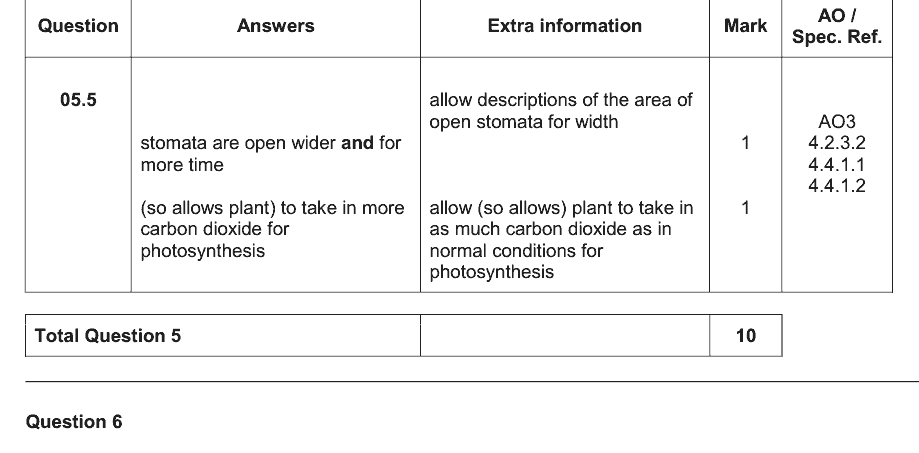 Question Answers Extra information Mark AO /
Spec. Ref.
05.5 allow descriptions of the area of
open stomata for width
AO3
stomata are open wider and for 1 4.2.3.2
more time 4.4.1.1
4.4.1.2
(so allows plant) to take in more allow (so allows) plant to take in 1
carbon dioxide for as much carbon dioxide as in
photosynthesis normal conditions for
photosynthesis
Total Question 5 10
Question 6